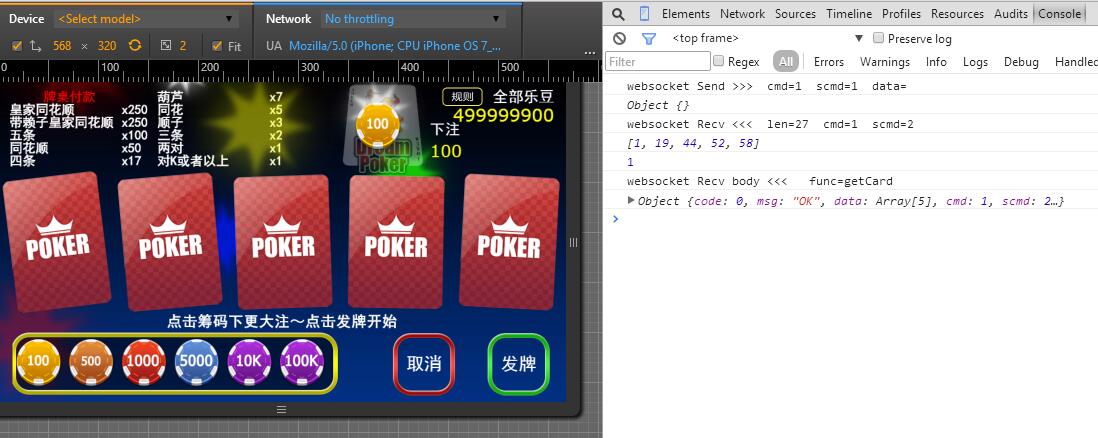 Device <Select model> ▼
Network No throttling ▼
568 × 320 2 Fit
UA Mozilla/5.0 (iPhone; CPU iPhone OS 7_... ...
0 100 200 300 400 500
牌桌付款
皇家同花顺 x250
带赖子皇家同花顺 x250
五条 x100
同花顺 x50
四条 x17
葫芦 x7
同花 x5
顺子 x3
三条 x2
两对 x1
对K或者以上 x1
100
Dream Poker
规则 全部乐豆
499999900
下注
100
POKER POKER POKER POKER POKER
点击筹码下更大注～点击发牌开始
100 500 1000 5000 10K 100K
取消 发牌
Elements Network Sources Timeline Profiles Resources Audits Console
<top frame> ▼ Preserve log
Filter Regex All Errors Warnings Info Logs Debug Handled
websocket Send >>> cmd=1 scmd=1 data=
Object {}
websocket Recv <<< len=27 cmd=1 scmd=2
[1, 19, 44, 52, 58]
1
websocket Recv body <<< func=getCard
Object {code: 0, msg: "OK", data: Array[5], cmd: 1, scmd: 2…}